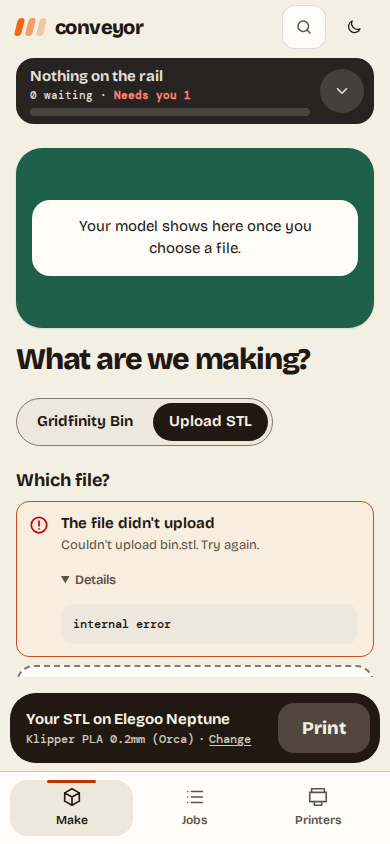 conveyor
Nothing on the rail
0 waiting · Needs you 1
Your model shows here once you
choose a file.
What are we making?
Gridfinity Bin
Upload STL
Which file?
The file didn't upload
Couldn't upload bin.stl. Try again.
Details
internal error
Your STL on Elegoo Neptune
Klipper PLA 0.2mm (Orca) · Change
Print
Make
Jobs
Printers